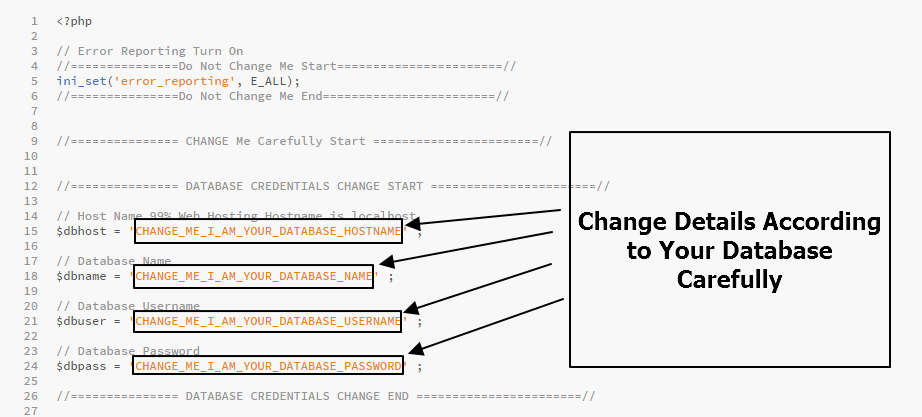 1 <?php
2
3 // Error Reporting Turn On
4 //===============Do Not Change Me Start=======================//
5 ini_set('error_reporting', E_ALL);
6 //===============Do Not Change Me End========================//
7
8
9 //=============== CHANGE Me Carefully Start =======================//
10
11
12 //=============== DATABASE CREDENTIALS CHANGE START =======================//
13
14 // Host Name 99% Web Hosting Hostname is localhost
15 $dbhost = 'CHANGE_ME_I_AM_YOUR_DATABASE_HOSTNAME' ;
16
17 // Database Name
18 $dbname = 'CHANGE_ME_I_AM_YOUR_DATABASE_NAME' ;
19
20 // Database Username
21 $dbuser = 'CHANGE_ME_I_AM_YOUR_DATABASE_USERNAME' ;
22
23 // Database Password
24 $dbpass = 'CHANGE_ME_I_AM_YOUR_DATABASE_PASSWORD' ;
25
26 //=============== DATABASE CREDENTIALS CHANGE END =======================//
27
Change Details According
to Your Database
Carefully